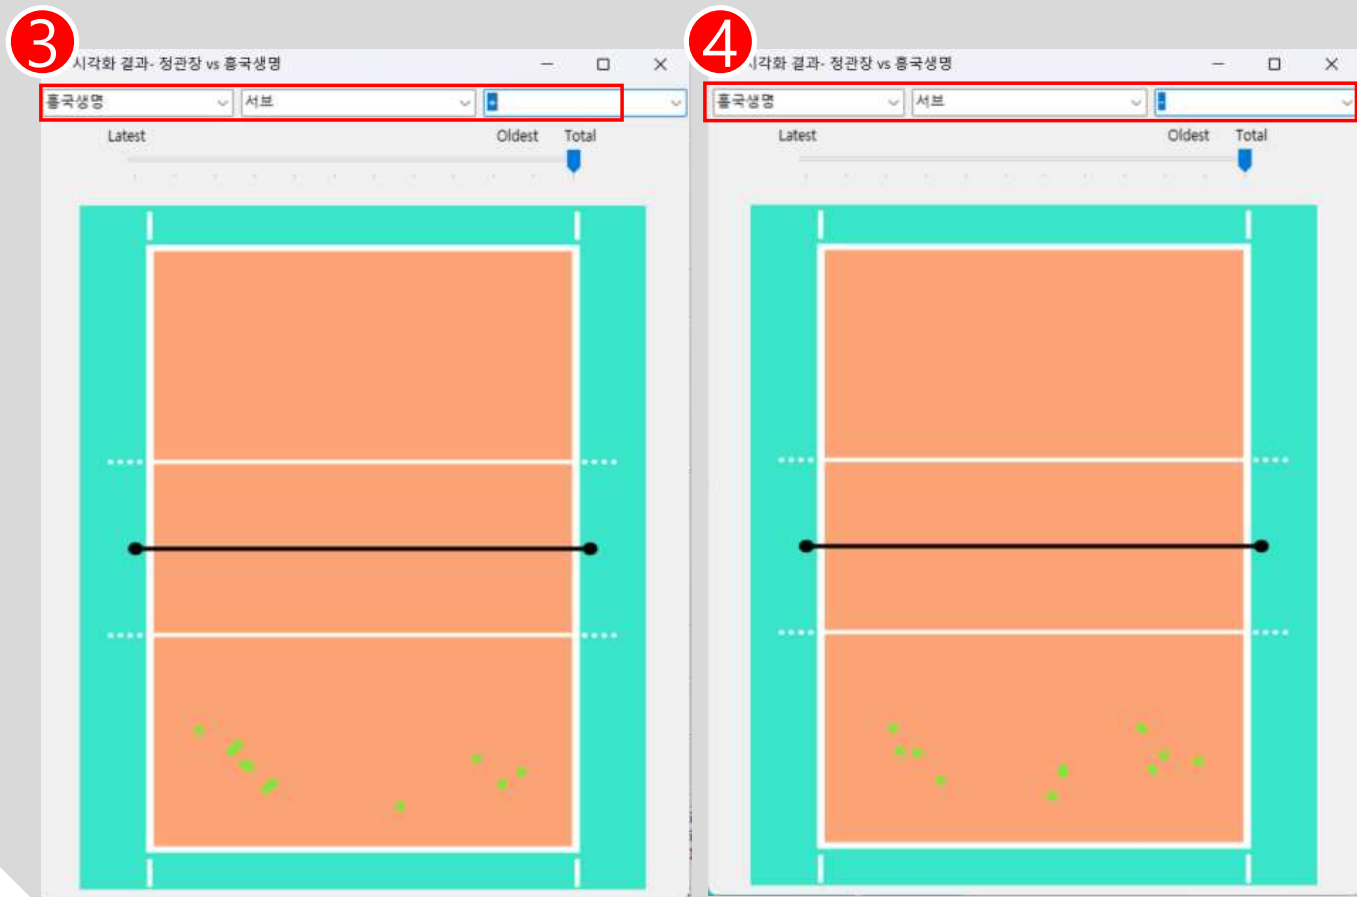 3
시각화 결과- 정관장 vs 흥국생명
흥국생명 서브 +
Latest Oldest Total
4
시각화 결과- 정관장 vs 흥국생명
흥국생명 서브 -
Latest Oldest Total